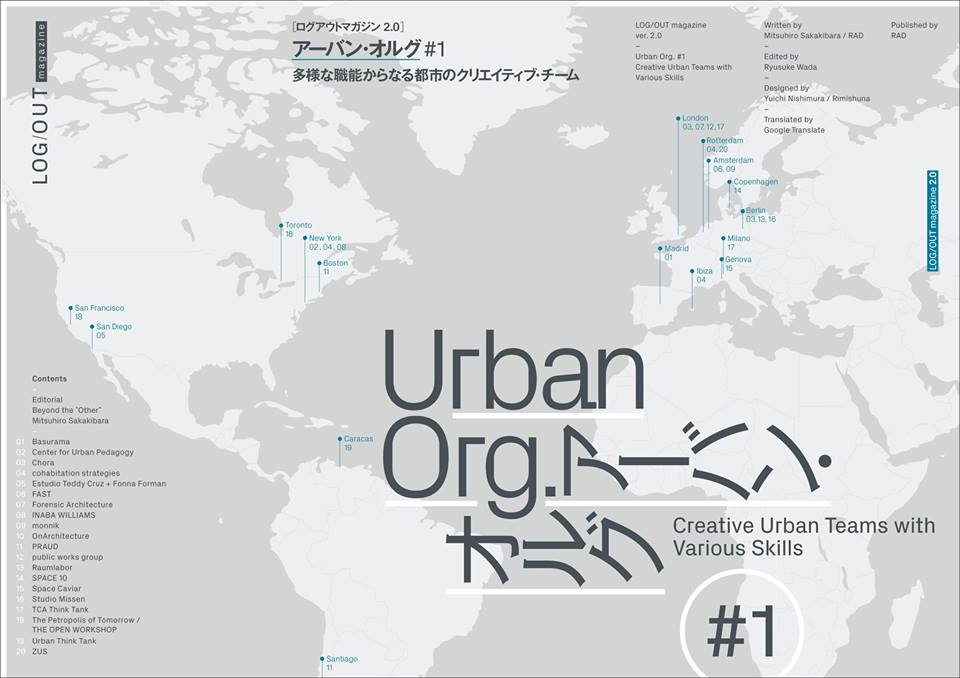 LOG/OUT magazine
[ログアウトマガジン 2.0]
アーバン・オルグ #1
多様な職能からなる都市のクリエイティブ・チーム
LOG/OUT magazine
ver. 2.0
–
Urban Org. #1
Creative Urban Teams with
Various Skills
Written by
Mitsuhiro Sakakibara / RAD
–
Edited by
Ryusuke Wada
–
Designed by
Yuichi Nishimura / Rimishuna
–
Translated by
Google Translate
Published by
RAD
LOG/OUT magazine 2.0
London
03, 07, 12, 17
Rotterdam
04, 20
Amsterdam
06, 09
Copenhagen
14
Berlin
03, 13, 16
Milano
17
Genova
15
Madrid
01
Ibiza
04
Toronto
18
New York
02, 04, 08
Boston
11
San Francisco
18
San Diego
05
Caracas
19
Santiago
11
Urban
Org.アーバン・
オルグ
Creative Urban Teams with
Various Skills
#1
Contents
–
Editorial
Beyond the "Other"
Mitsuhiro Sakakibara
–
01 Basurama
02 Center for Urban Pedagogy
03 Chora
04 cohabitation strategies
05 Estudio Teddy Cruz + Fonna Forman
06 FAST
07 Forensic Architecture
08 INABA WILLIAMS
09 monnik
10 OnArchitecture
11 PRAUD
12 public works group
13 Raumlabor
14 SPACE 10
15 Space Caviar
16 Studio Missen
17 TCA Think Tank
18 The Petropolis of Tomorrow /
THE OPEN WORKSHOP
19 Urban Think Tank
20 ZUS